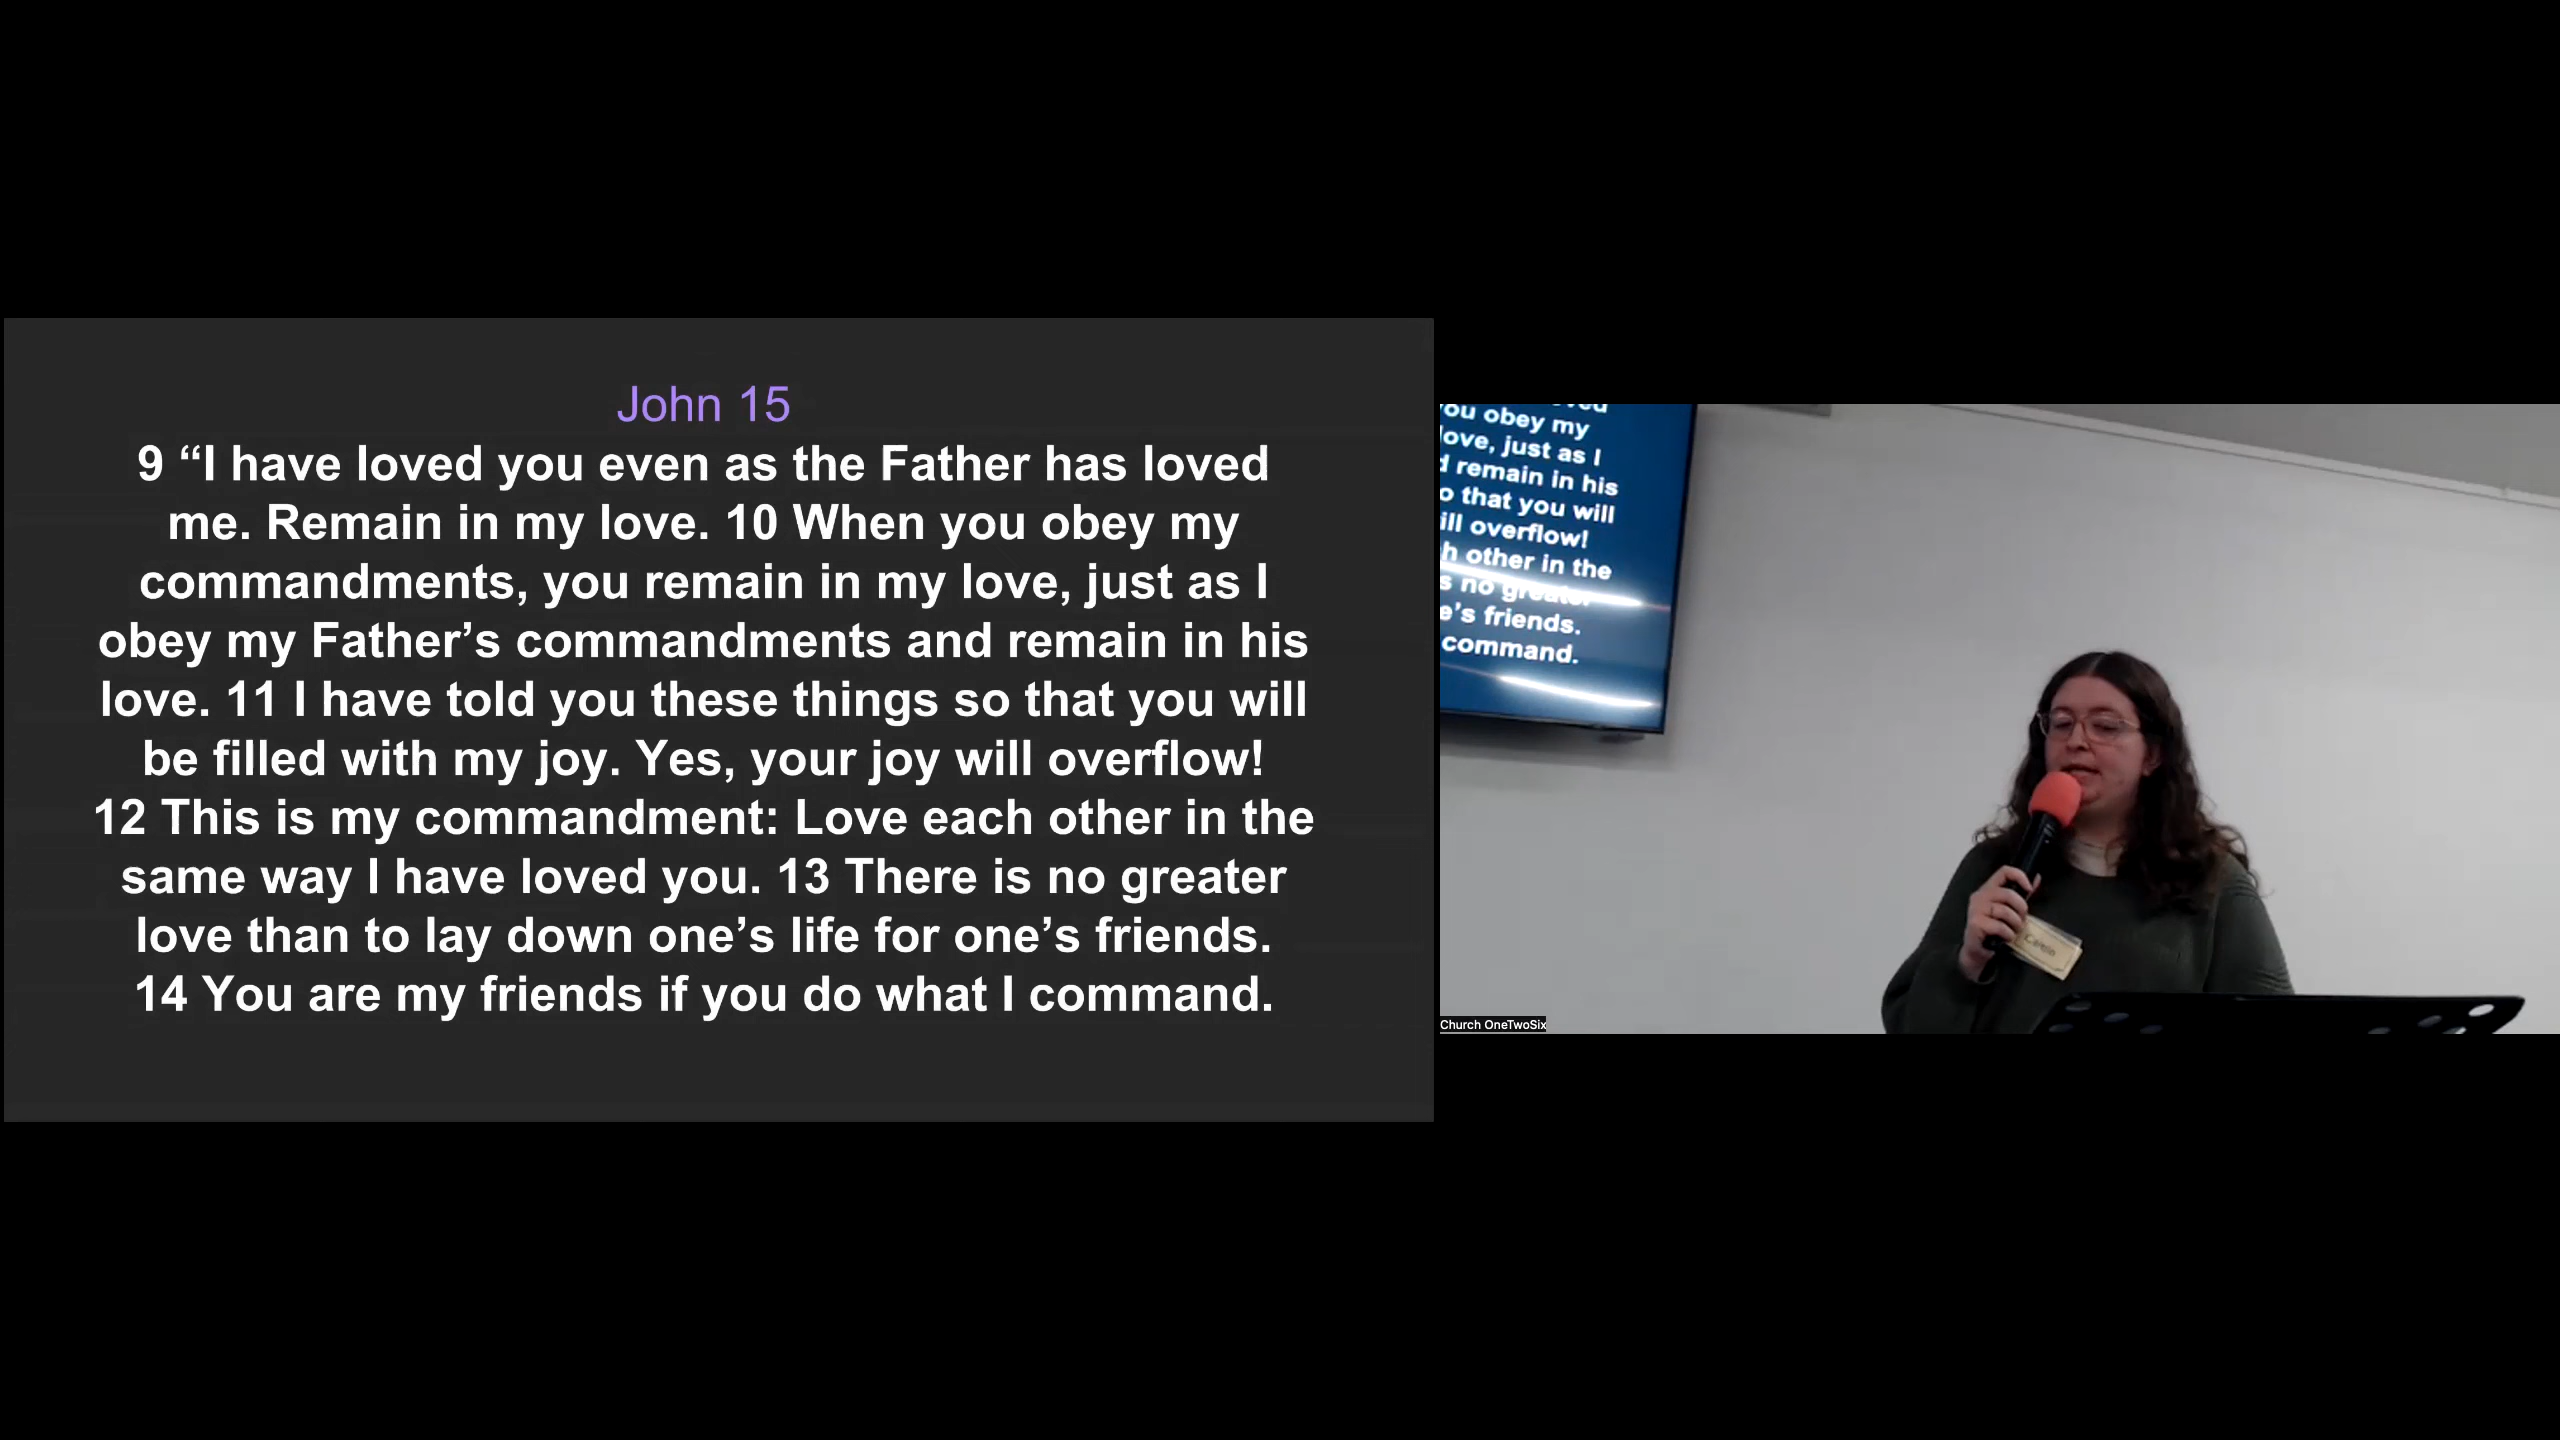 John 15
9 “I have loved you even as the Father has loved
me. Remain in my love. 10 When you obey my
commandments, you remain in my love, just as I
obey my Father’s commandments and remain in his
love. 11 I have told you these things so that you will
be filled with my joy. Yes, your joy will overflow!
12 This is my commandment: Love each other in the
same way I have loved you. 13 There is no greater
love than to lay down one’s life for one’s friends.
14 You are my friends if you do what I command.
you obey my
love, just as I
remain in his
that you will
overflow!
other in the
s no greater
e’s friends.
command.
Church OneTwoSix